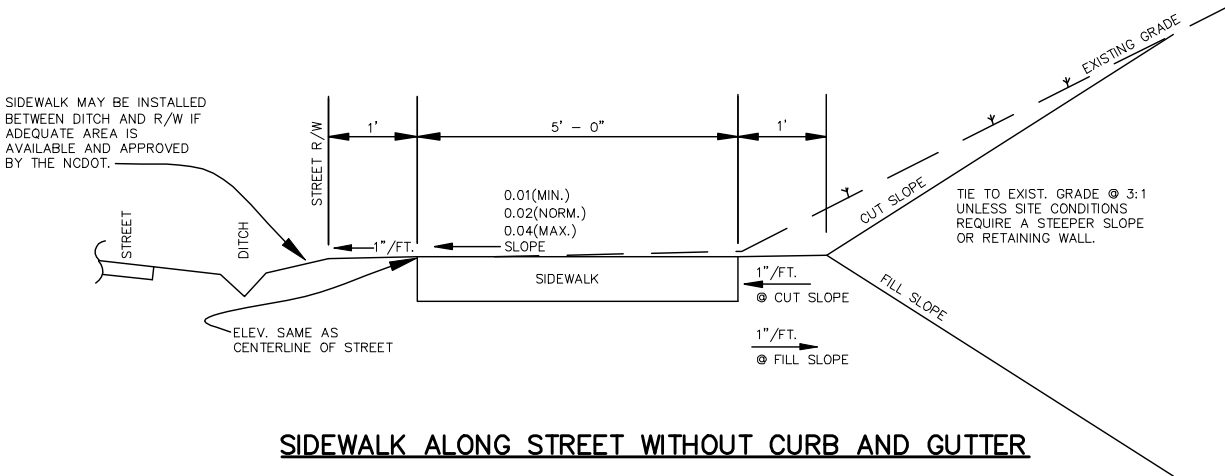 SIDEWALK MAY BE INSTALLED
BETWEEN DITCH AND R/W IF
ADEQUATE AREA IS
AVAILABLE AND APPROVED
BY THE NCDOT.
STREET
DITCH
STREET R/W
1'
5' - 0"
1'
0.01(MIN.)
0.02(NORM.)
0.04(MAX.)
SLOPE
1"/FT.
SIDEWALK
ELEV. SAME AS
CENTERLINE OF STREET
1"/FT.
@ CUT SLOPE
1"/FT.
@ FILL SLOPE
EXISTING GRADE
CUT SLOPE
TIE TO EXIST. GRADE @ 3:1
UNLESS SITE CONDITIONS
REQUIRE A STEEPER SLOPE
OR RETAINING WALL.
FILL SLOPE
SIDEWALK ALONG STREET WITHOUT CURB AND GUTTER